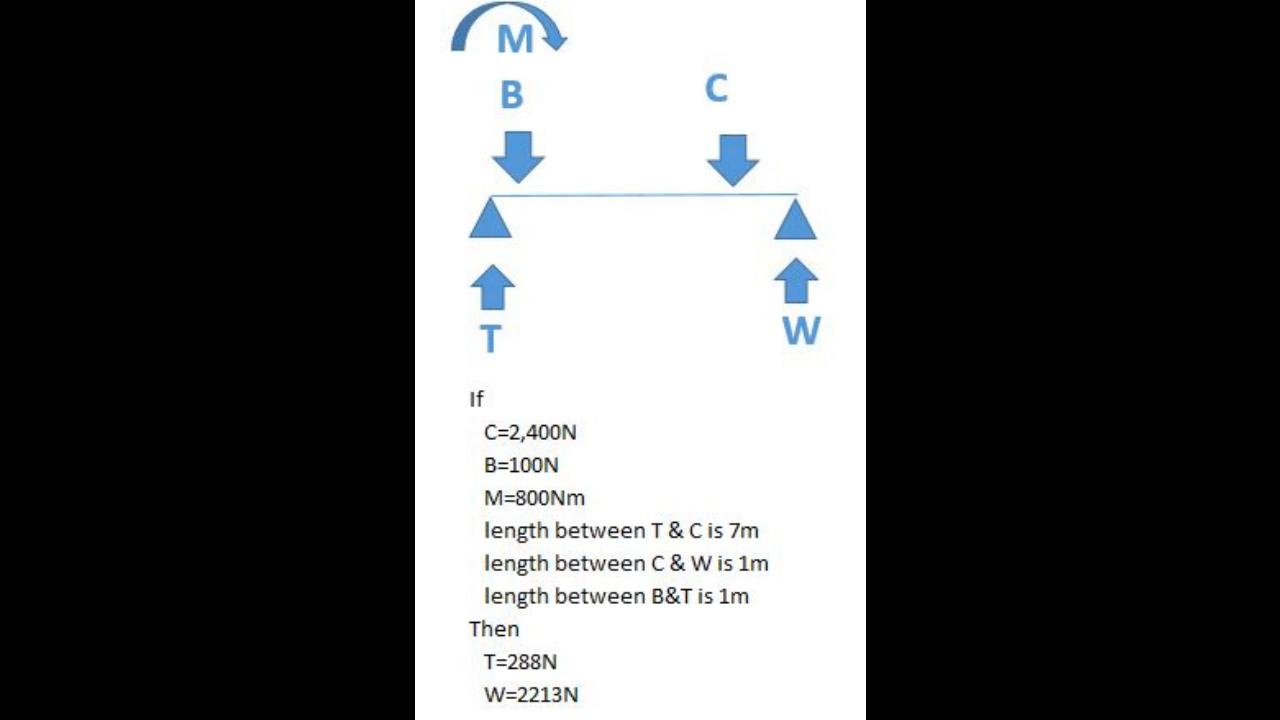 M
B
C
T
W
If
C=2,400N
B=100N
M=800Nm
length between T & C is 7m
length between C & W is 1m
length between B&T is 1m
Then
T=288N
W=2213N